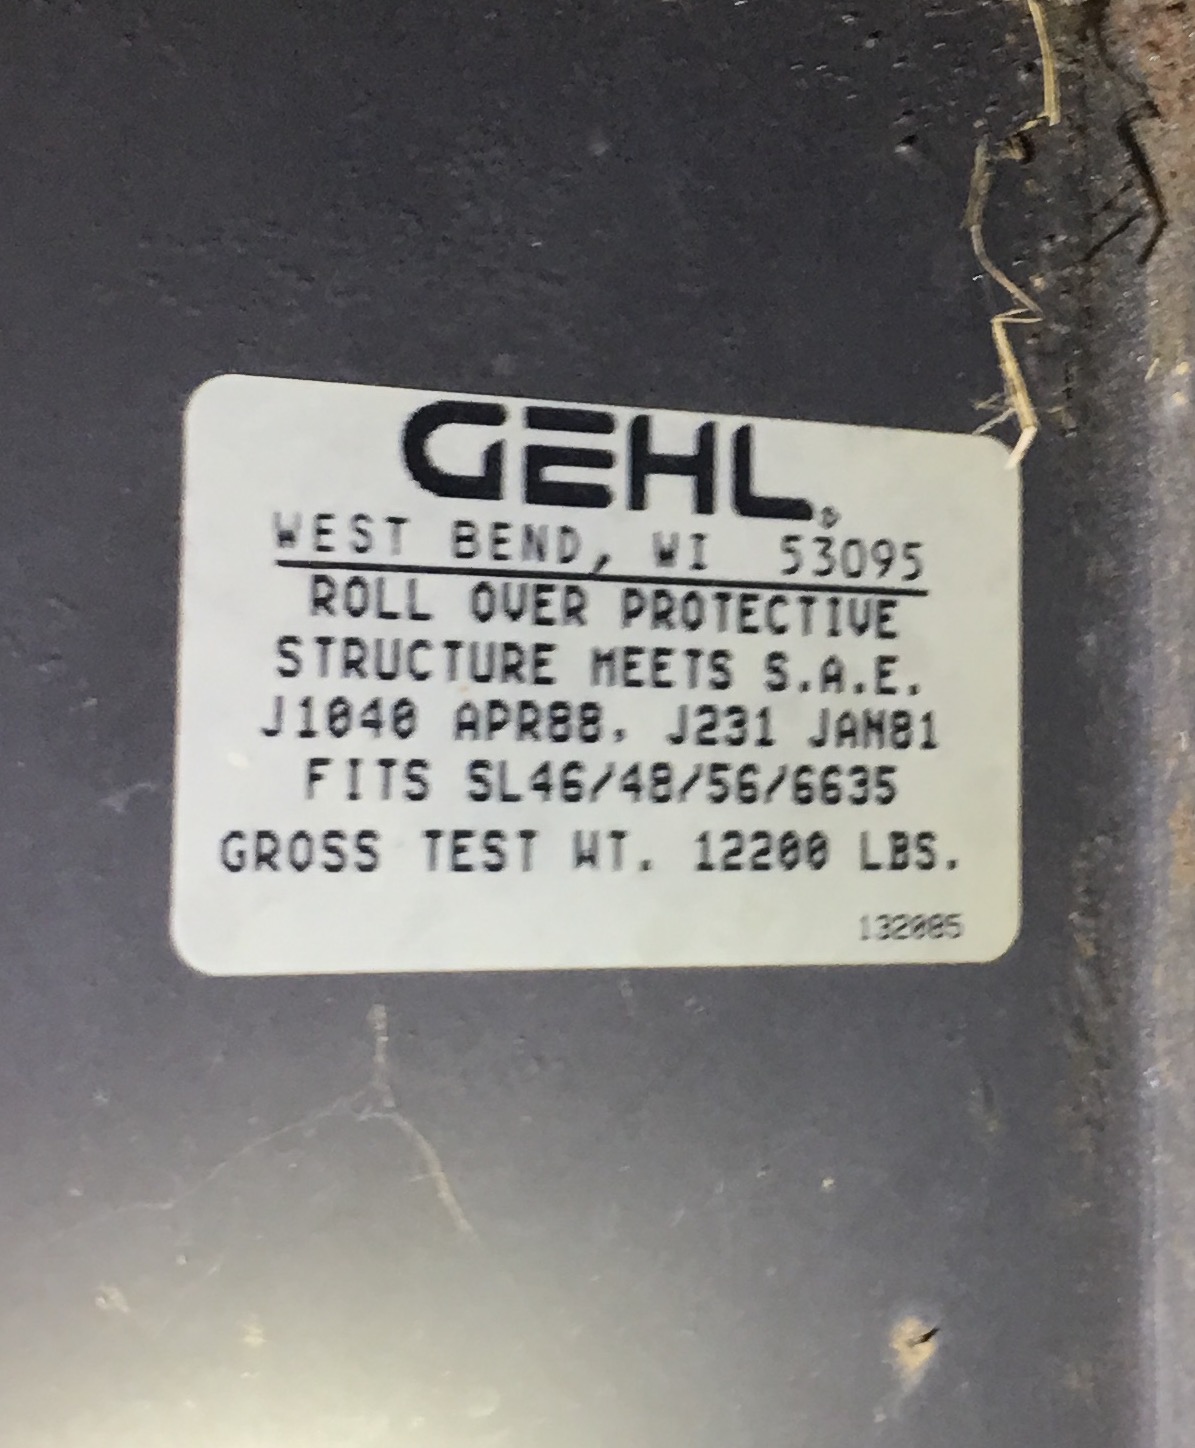 GEHL®
WEST BEND, WI 53095
ROLL OVER PROTECTIVE
STRUCTURE MEETS S.A.E.
J1040 APR88, J231 JAN81
FITS SL46/48/56/6635
GROSS TEST WT. 12200 LBS.
132085